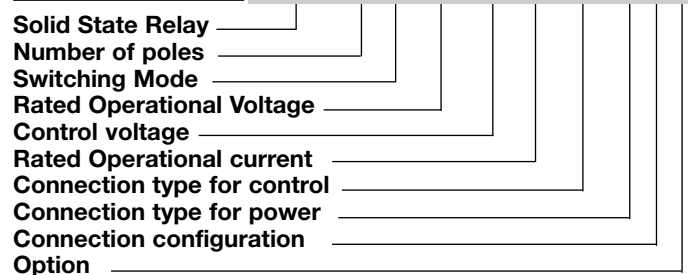 Solid State Relay
Number of poles
Switching Mode
Rated Operational Voltage
Control voltage
Rated Operational current
Connection type for control
Connection type for power
Connection configuration
Option